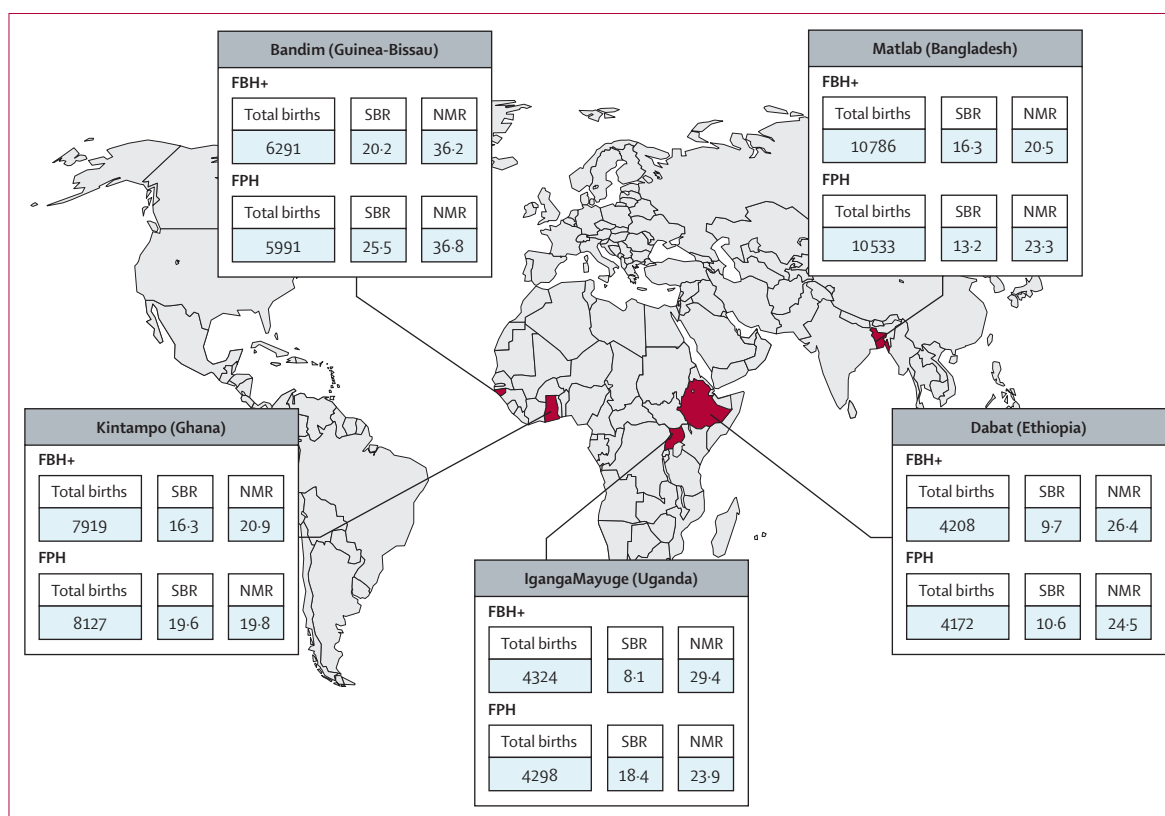 Bandim (Guinea-Bissau)
FBH+
Total births SBR NMR
6291 20·2 36·2
FPH
Total births SBR NMR
5991 25·5 36·8
Matlab (Bangladesh)
FBH+
Total births SBR NMR
10 786 16·3 20·5
FPH
Total births SBR NMR
10 533 13·2 23·3
Kintampo (Ghana)
FBH+
Total births SBR NMR
7919 16·3 20·9
FPH
Total births SBR NMR
8127 19·6 19·8
IgangaMayuge (Uganda)
FBH+
Total births SBR NMR
4324 8·1 29·4
FPH
Total births SBR NMR
4298 18·4 23·9
Dabat (Ethiopia)
FBH+
Total births SBR NMR
4208 9·7 26·4
FPH
Total births SBR NMR
4172 10·6 24·5